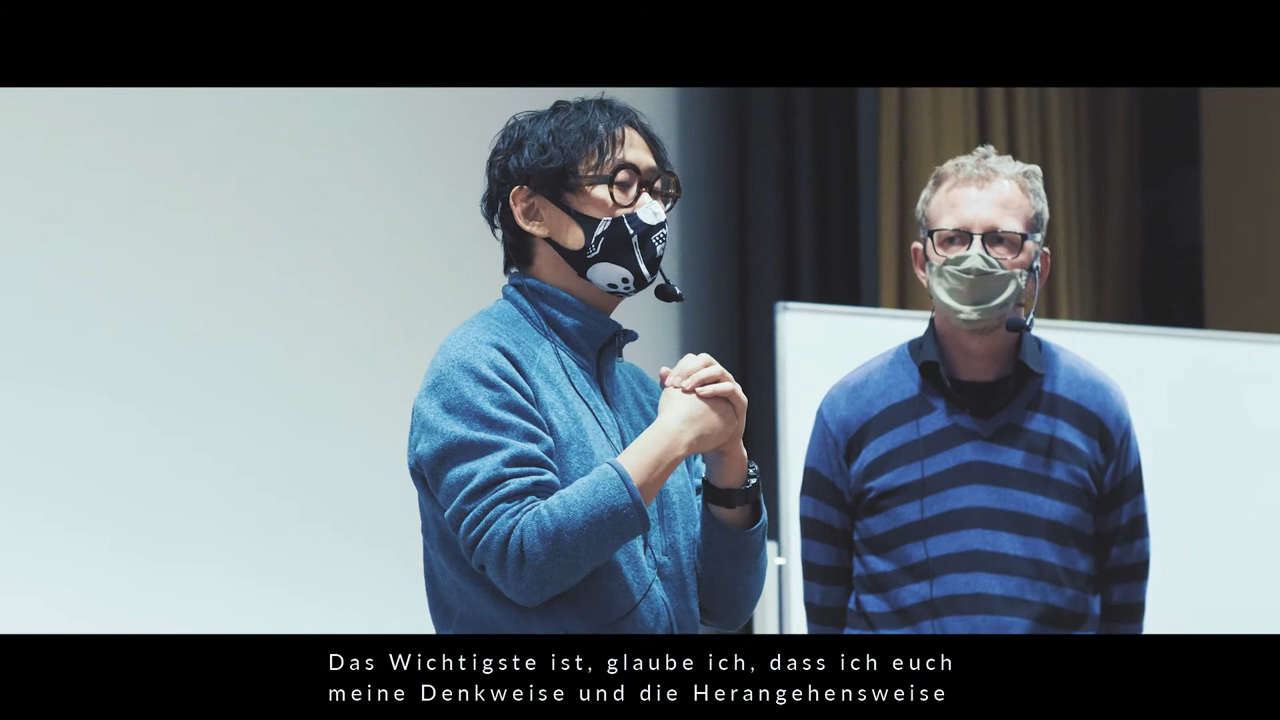 Das Wichtigste ist, glaube ich, dass ich euch
meine Denkweise und die Herangehensweise